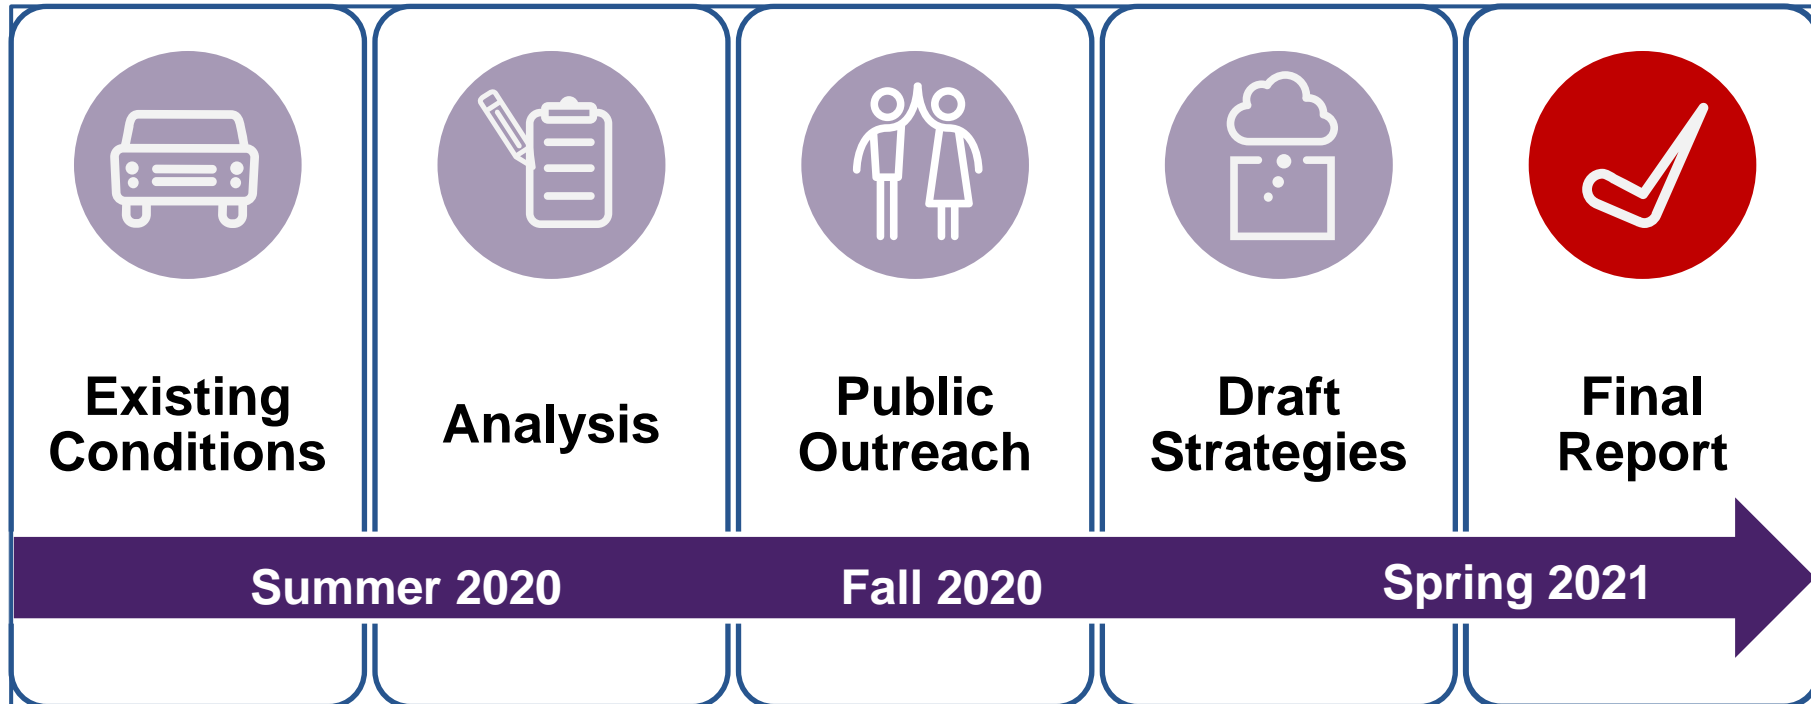 Existing
Conditions
Analysis
Public
Outreach
Draft
Strategies
Final
Report
Summer 2020
Fall 2020
Spring 2021